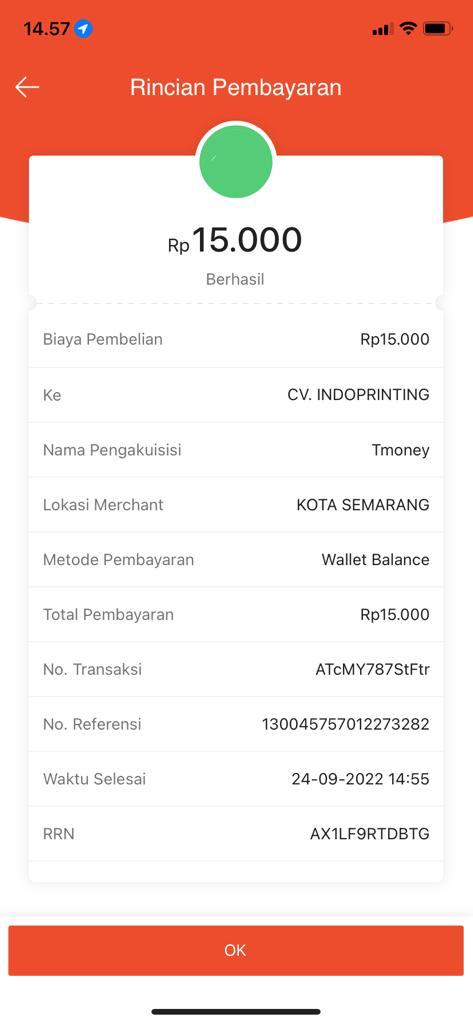 14.57
Rincian Pembayaran
Rp15.000
Berhasil
Biaya Pembelian Rp15.000
Ke CV. INDOPRINTING
Nama Pengakuisisi Tmoney
Lokasi Merchant KOTA SEMARANG
Metode Pembayaran Wallet Balance
Total Pembayaran Rp15.000
No. Transaksi ATcMY787StFtr
No. Referensi 130045757012273282
Waktu Selesai 24-09-2022 14:55
RRN AX1LF9RTDBTG
OK